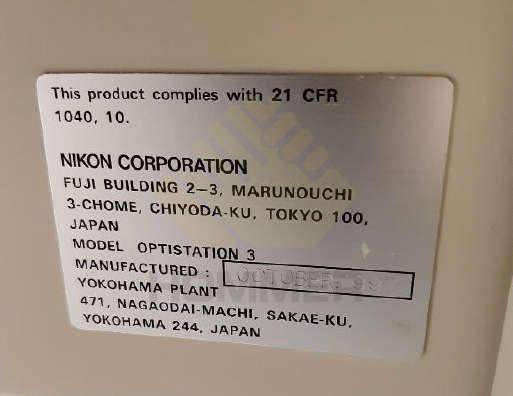 This product complies with 21 CFR
1040, 10.
NIKON CORPORATION
FUJI BUILDING 2-3, MARUNOUCHI
3-CHOME, CHIYODA-KU, TOKYO 100,
JAPAN
MODEL OPTISTATION 3
MANUFACTURED : OCTOBER,
YOKOHAMA PLANT
471, NAGAODAI-MACHI, SAKAE-KU,
YOKOHAMA 244, JAPAN